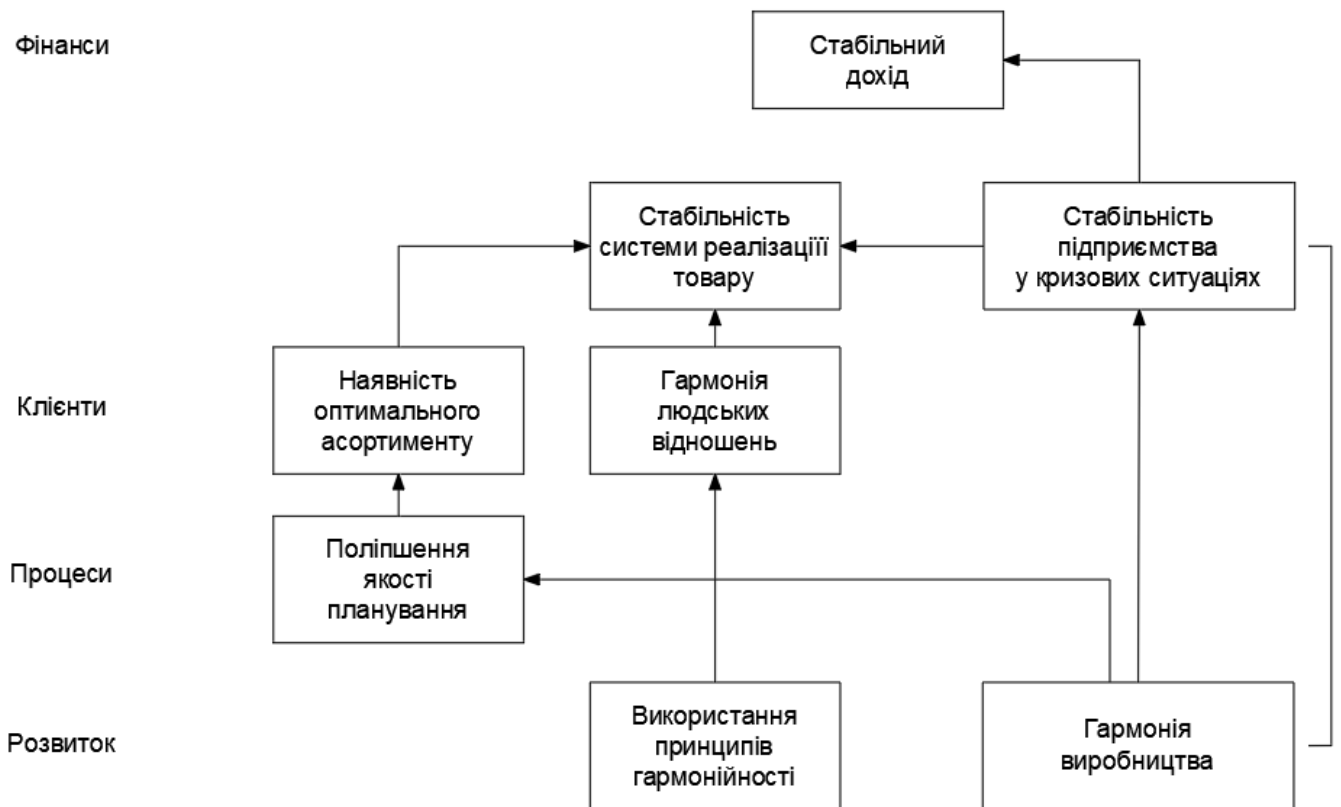 Фінанси
Стабільний
дохід
Стабільність
системи реалізаціїї
товару
Стабільність
підприємства
у кризових ситуаціях
Клієнти
Наявність
оптимального
асортименту
Гармонія
людських
відношень
Процеси
Поліпшення
якості
планування
Розвиток
Використання
принципів
гармонійності
Гармонія
виробництва